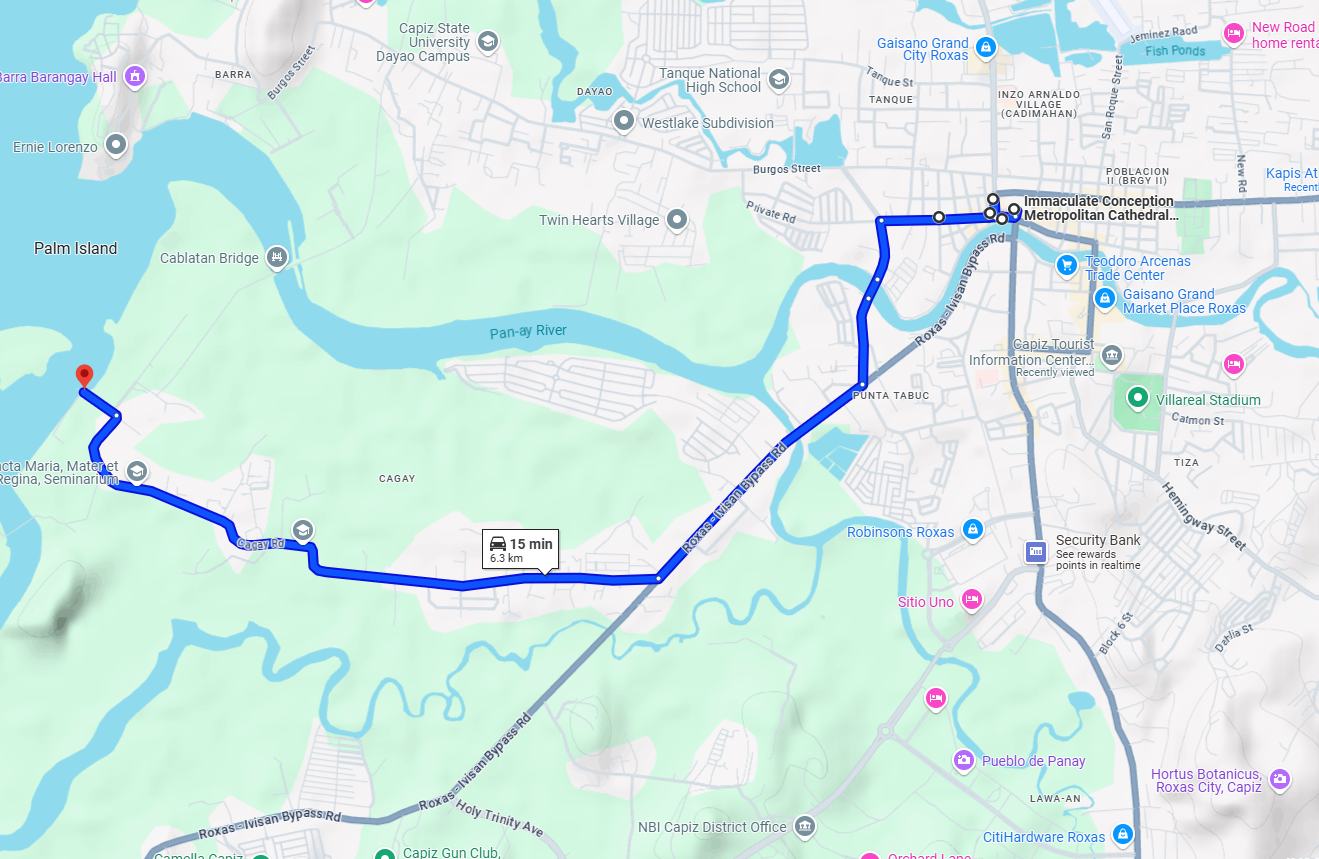 Capiz State
University
Dayao Campus
Gaisano Grand
City Roxas
Jeminez Raod
New Road
home renta
Fish Ponds
Barra Barangay Hall
BARRA
Burgos Street
Tanque National
High School
Tanque St
TANQUE
INZO ARNALDO
VILLAGE
(CADIMAHAN)
San Roque Street
DAYAO
Westlake Subdivision
Ernie Lorenzo
Burgos Street
POBLACION
II (BRGY II)
New Rd
Kapis At
Recentl
Private Rd
Immaculate Conception
Metropolitan Cathedral...
Twin Hearts Village
Palm Island
Cablatan Bridge
Roxas - Ivisan Bypass Rd
Teodoro Arcenas
Trade Center
Gaisano Grand
Market Place Roxas
Pan-ay River
Capiz Tourist
Information Center...
Recently viewed
PUNTA TABUC
Villareal Stadium
Catmon St
TIZA
Hemingway Street
ncta Maria, Mater et
Regina, Seminarium
CAGAY
Roxas - Ivisan Bypass Rd
Cagay Rd
15 min
6.3 km
Robinsons Roxas
Security Bank
See rewards
points in realtime
Sitio Uno
Block 6 St
Dahlia St
Pueblo de Panay
Hortus Botanicus,
Roxas City, Capiz
LAWA-AN
Roxas - Ivisan Bypass Rd
Roxas - Ivisan Bypass Rd
Holy Trinity Ave
NBI Capiz District Office
CitiHardware Roxas
Camella Capiz
Capiz Gun Club,
Orchard Lane